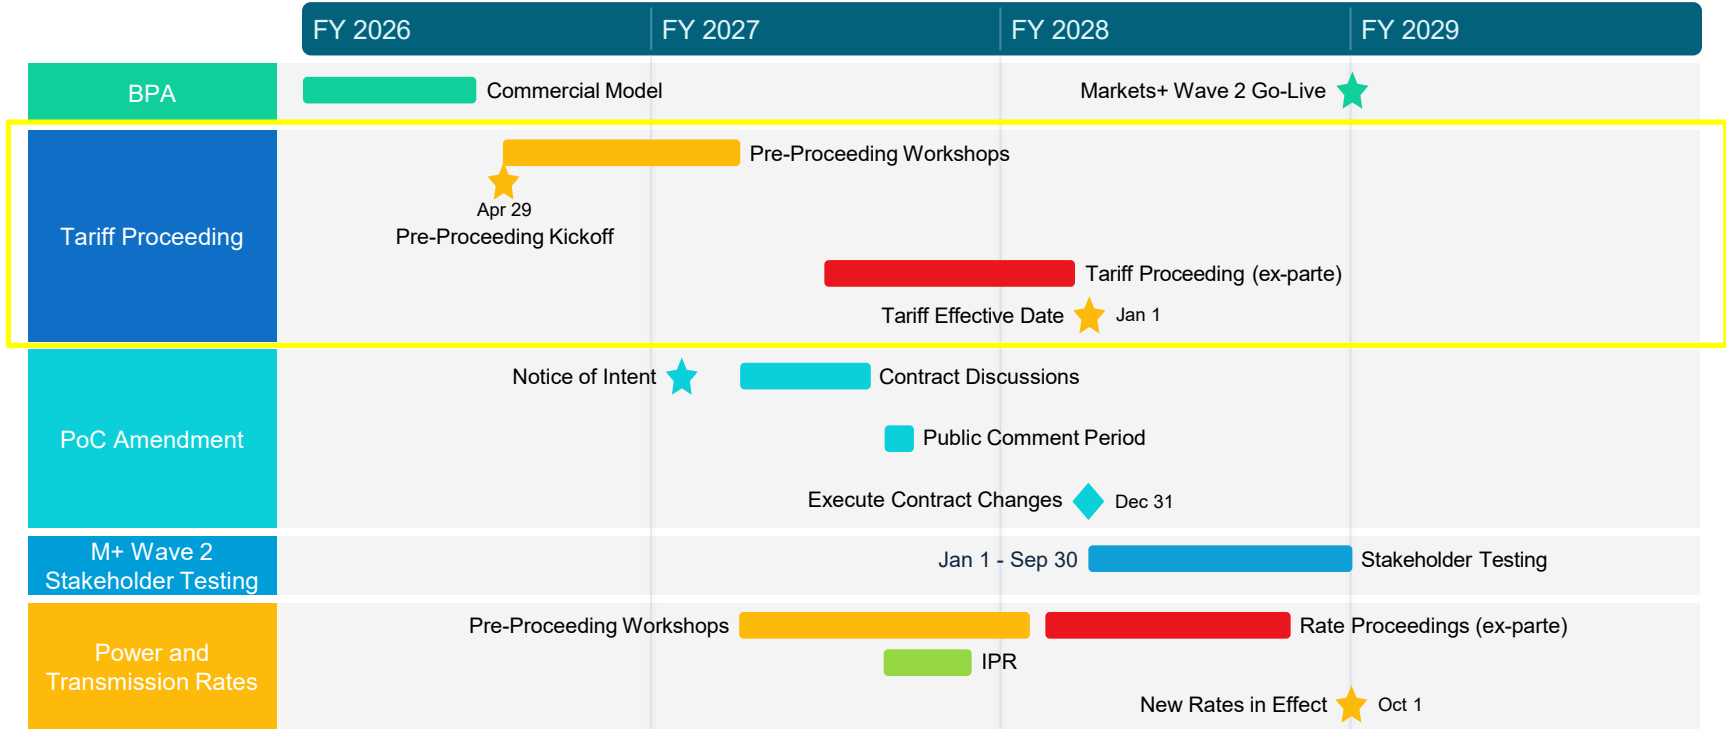 FY 2026
FY 2027
FY 2028
FY 2029
BPA
Commercial Model
Markets+ Wave 2 Go-Live
Tariff Proceeding
Pre-Proceeding Workshops
Apr 29
Pre-Proceeding Kickoff
Tariff Proceeding (ex-parte)
Tariff Effective Date
Jan 1
PoC Amendment
Notice of Intent
Contract Discussions
Public Comment Period
Execute Contract Changes
Dec 31
M+ Wave 2
Stakeholder Testing
Jan 1 - Sep 30
Stakeholder Testing
Power and
Transmission Rates
Pre-Proceeding Workshops
Rate Proceedings (ex-parte)
IPR
New Rates in Effect
Oct 1